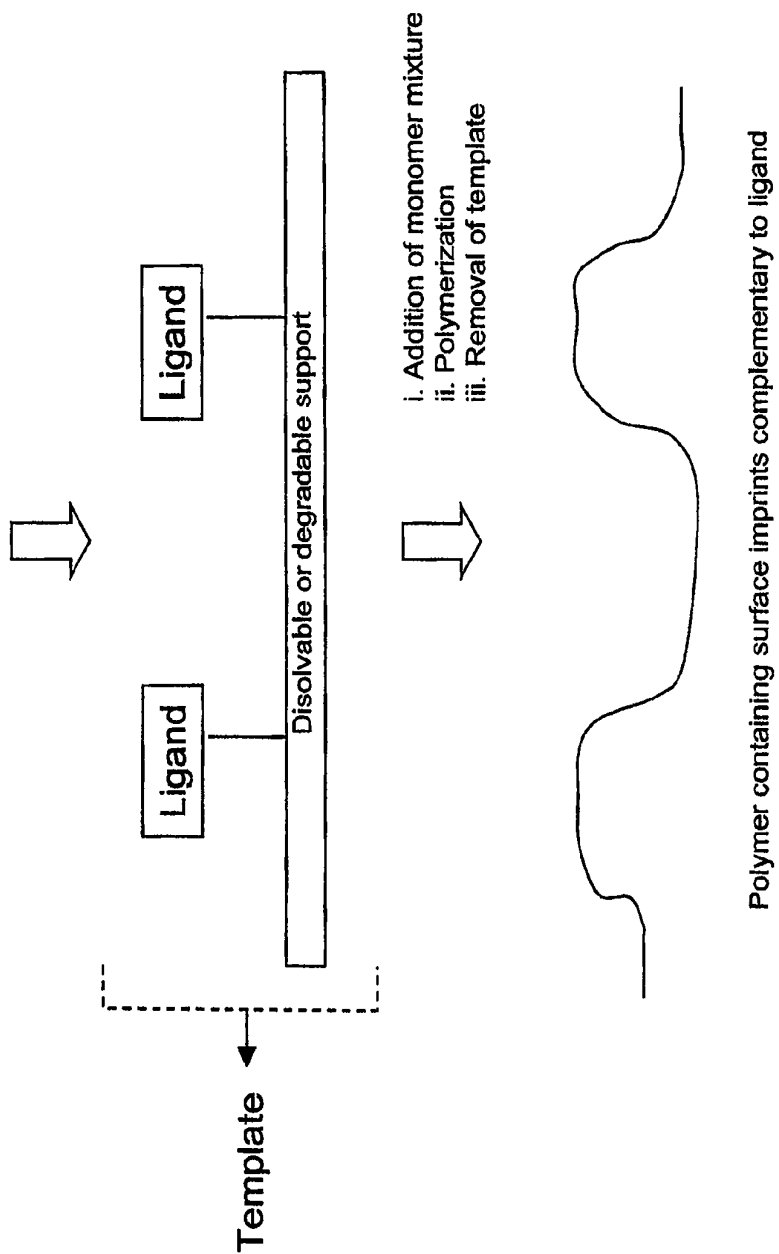 Ligand
Ligand
Disolvable or degradable support
Template
i. Addition of monomer mixture
ii. Polymerization
iii. Removal of template
Polymer containing surface imprints complementary to ligand